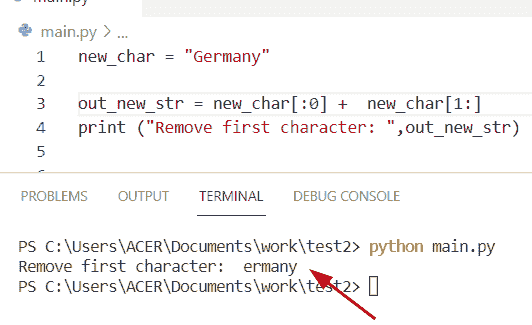 main.py
main.py > ...
1 new_char = "Germany"
2
3 out_new_str = new_char[:0] +  new_char[1:]
4 print ("Remove first character: ",out_new_str)
5
PROBLEMS OUTPUT TERMINAL DEBUG CONSOLE
PS C:\Users\ACER\Documents\work\test2> python main.py
Remove first character:  ermany
PS C:\Users\ACER\Documents\work\test2>